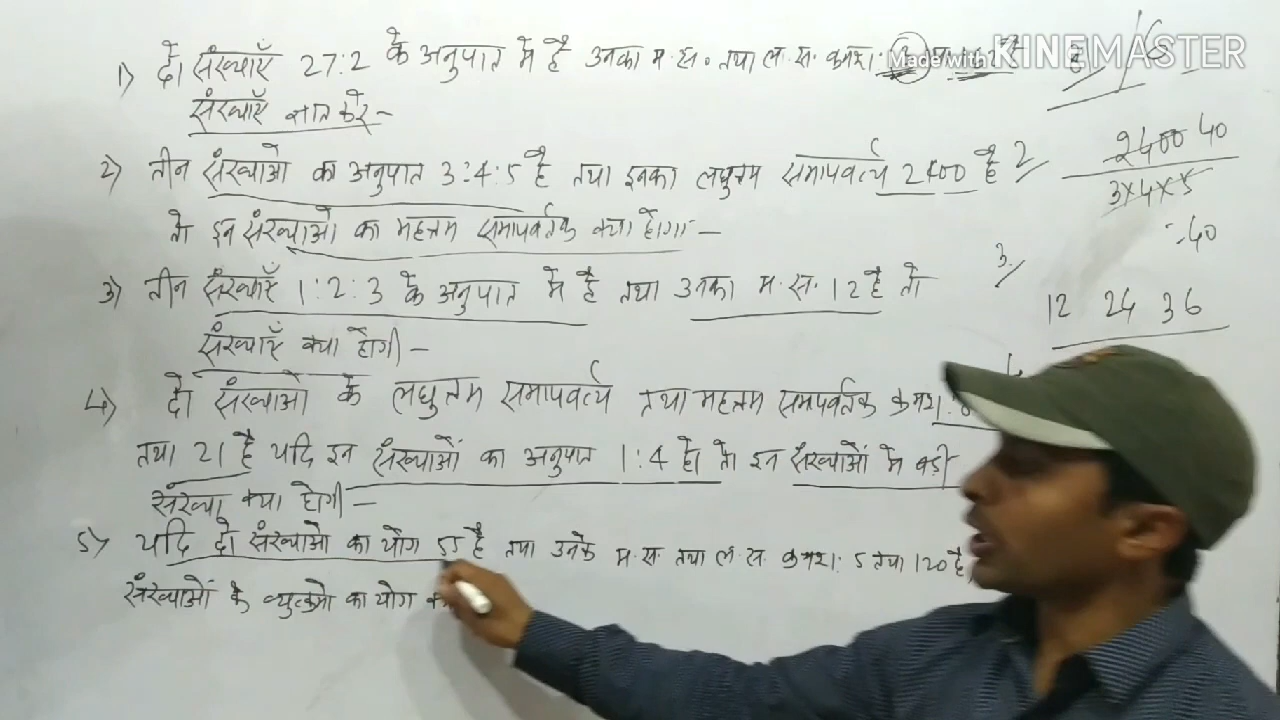 1) दो संख्याएँ 27:2 के अनुपात में है उनका म.स. तथा ल.स. क्रमश:
Made with KINEMASTER
संख्याएँ ज्ञात करे-
2) तीन संख्याओ का अनुपात 3:4:5 है तथा इनका लघुत्तम समापवर्त्य 2400 है
तो इन संख्याओ का महत्तम समापवर्तक क्या होगा-
3) तीन संख्याएँ 1:2:3 के अनुपात में है तथा उनका म.स. 12 है तो
संख्याएँ क्या होंगी-
4) दो संख्याओ के लघुत्तम समापवर्त्य तथा महत्तम समापवर्तक क्रमश:
तथा 21 है यदि इन संख्याओं का अनुपात 1:4 हो तो इन संख्याओं मे बड़ी
संख्या क्या होगी-
5) यदि दो संख्याओ का योग 55 है तथा उनके म.स. तथा ल.स. क्रमश: 5 तथा 120 है
संख्याओं के व्युत्क्रमो का योग
2/
2400 40
3×4×5
40
3/
12 24 36